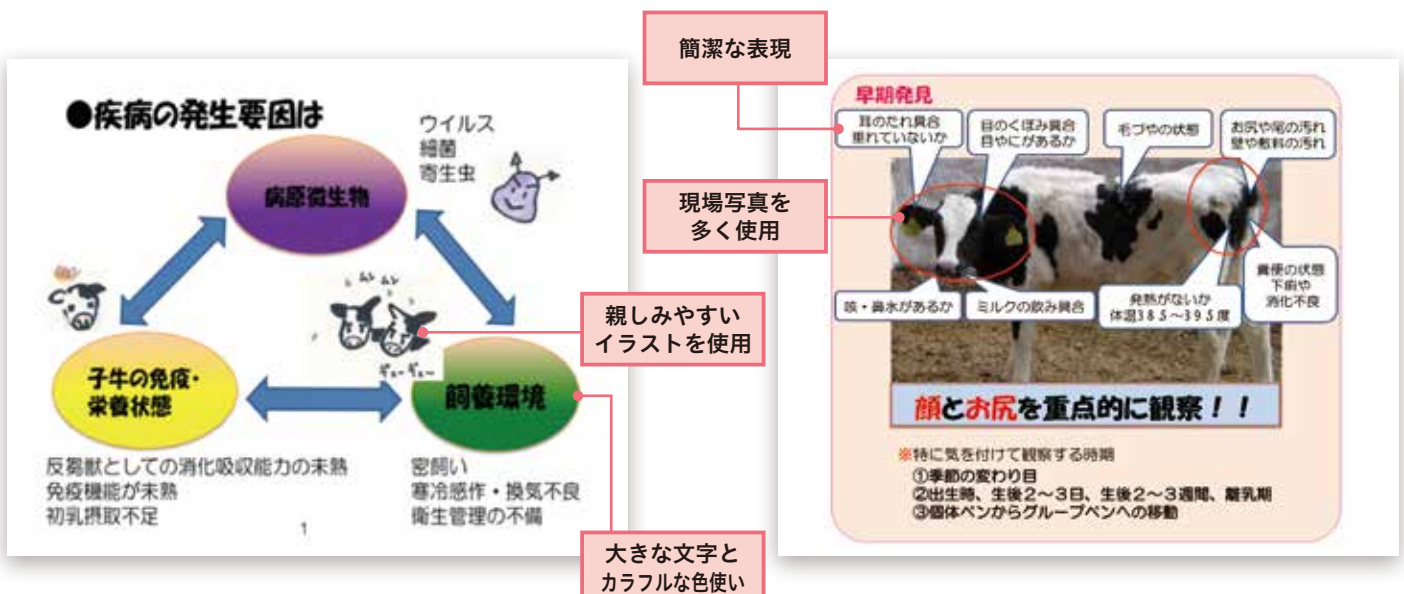 簡潔な表現
●疾病の発生要因は
ウイルス
細菌
寄生虫
病原微生物
ムシ ムシ
ギュー ギュー
子牛の免疫・
栄養状態
飼養環境
反芻獣としての消化吸収能力の未熟
免疫機能が未熟
初乳摂取不足
密飼い
寒冷感作・換気不良
衛生管理の不備
1
現場写真を
多く使用
親しみやすい
イラストを使用
大きな文字と
カラフルな色使い
早期発見
耳のたれ具合
垂れていないか
目のくぼみ具合
目やにがあるか
毛づやの状態
お尻や尾の汚れ
壁や敷料の汚れ
咳・鼻水があるか
ミルクの飲み具合
発熱がないか
体温38.5～39.5度
糞便の状態
下痢や
消化不良
顔とお尻を重点的に観察！！
※特に気を付けて観察する時期
①季節の変わり目
②出生時、生後2～3日、生後2～3週間、離乳期
③個体ペンからグループペンへの移動